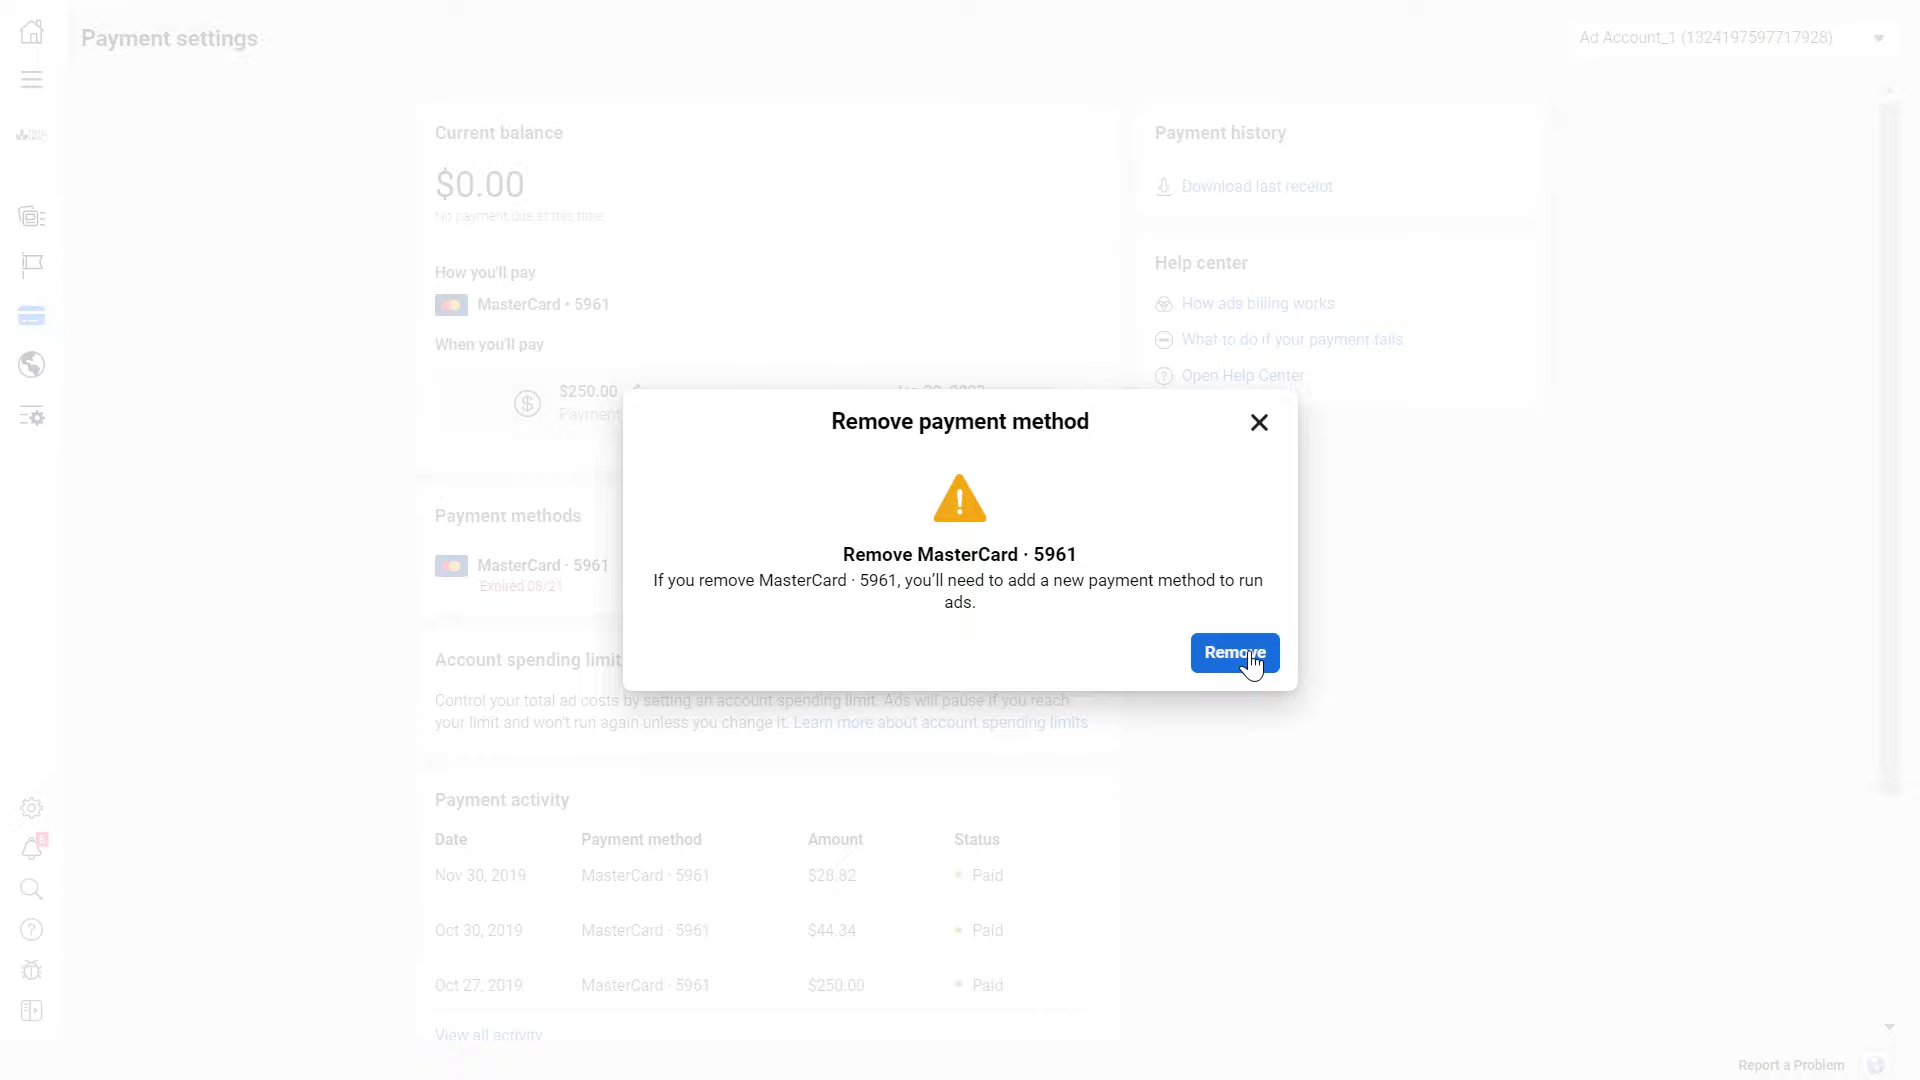 Payment settings
Ad Account_1 (1324197597717928)
Current balance
$0.00
No payment due at this time
How you'll pay
MasterCard • 5961
When you'll pay
$250.00
Payment
Payment methods
MasterCard · 5961
Expired 08/21
Account spending limit
Control your total ad costs by setting an account spending limit. Ads will pause if you reach
your limit and won't run again unless you change it. Learn more about account spending limits
Payment activity
Date Payment method Amount Status
Nov 30, 2019 MasterCard · 5961 $28.82 Paid
Oct 30, 2019 MasterCard · 5961 $44.34 Paid
Oct 27, 2019 MasterCard · 5961 $250.00 Paid
View all activity
Payment history
Download last receipt
Help center
How ads billing works
What to do if your payment fails
Open Help Center
Remove payment method
Remove MasterCard · 5961
If you remove MasterCard · 5961, you'll need to add a new payment method to run
ads.
Remove
Report a Problem